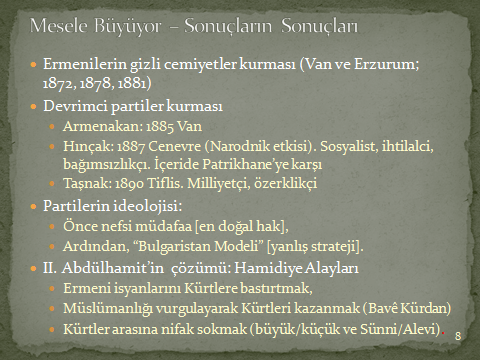 Mesele Büyüyor – Sonuçların Sonuçları
Ermenilerin gizli cemiyetler kurması (Van ve Erzurum;
1872, 1878, 1881)
Devrimci partiler kurması
Armenakan: 1885 Van
Hınçak: 1887 Cenevre (Narodnik etkisi). Sosyalist, ihtilalci,
bağımsızlıkçı. İçeride Patrikhane'ye karşı
Taşnak: 1890 Tiflis. Milliyetçi, özerklikçi
Partilerin ideolojisi:
Önce nefsi müdafaa [en doğal hak],
Ardından, "Bulgaristan Modeli" [yanlış strateji].
II. Abdülhamit'in çözümü: Hamidiye Alayları
Ermeni isyanlarını Kürtlere bastırtmak,
Müslümanlığı vurgulayarak Kürtleri kazanmak (Bavê Kürdan)
Kürtler arasına nifak sokmak (büyük/küçük ve Sünni/Alevi).
8